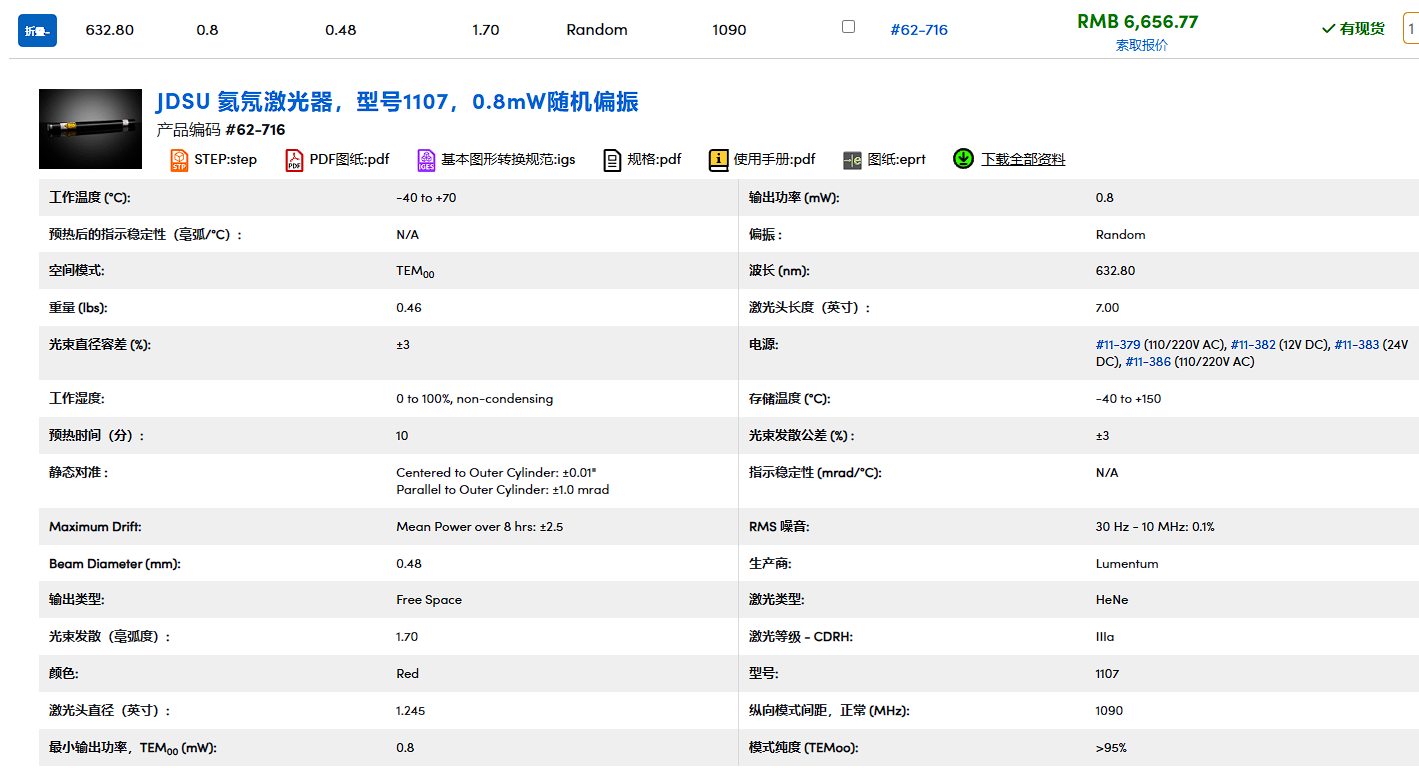 折叠- 632.80 0.8 0.48 1.70 Random 1090 #62-716 RMB 6,656.77 有现货 1
索取报价
JDSU 氦氖激光器，型号1107，0.8mW随机偏振
产品编码 #62-716
STP STEP:step PDF PDF图纸:pdf IGES 基本图形转换规范:igs 规格:pdf i 使用手册:pdf e 图纸:eprt 下载全部资料
工作温度 (°C): -40 to +70 输出功率 (mW): 0.8
预热后的指示稳定性（毫弧/°C）: N/A 偏振 : Random
空间模式: TEM00 波长 (nm): 632.80
重量 (lbs): 0.46 激光头长度（英寸）: 7.00
光束直径容差 (%): ±3 电源: #11-379 (110/220V AC), #11-382 (12V DC), #11-383 (24V
DC), #11-386 (110/220V AC)
工作湿度: 0 to 100%, non-condensing 存储温度 (°C): -40 to +150
预热时间（分）: 10 光束发散公差 (%) : ±3
静态对准 : Centered to Outer Cylinder: ±0.01" 指示稳定性 (mrad/°C): N/A
Parallel to Outer Cylinder: ±1.0 mrad
Maximum Drift: Mean Power over 8 hrs: ±2.5 RMS 噪音: 30 Hz - 10 MHz: 0.1%
Beam Diameter (mm): 0.48 生产商: Lumentum
输出类型: Free Space 激光类型: HeNe
光束发散（毫弧度）: 1.70 激光等级 - CDRH: IIIa
颜色: Red 型号: 1107
激光头直径（英寸）: 1.245 纵向模式间距，正常 (MHz): 1090
最小输出功率，TEM00 (mW): 0.8 模式纯度 (TEMoo): >95%